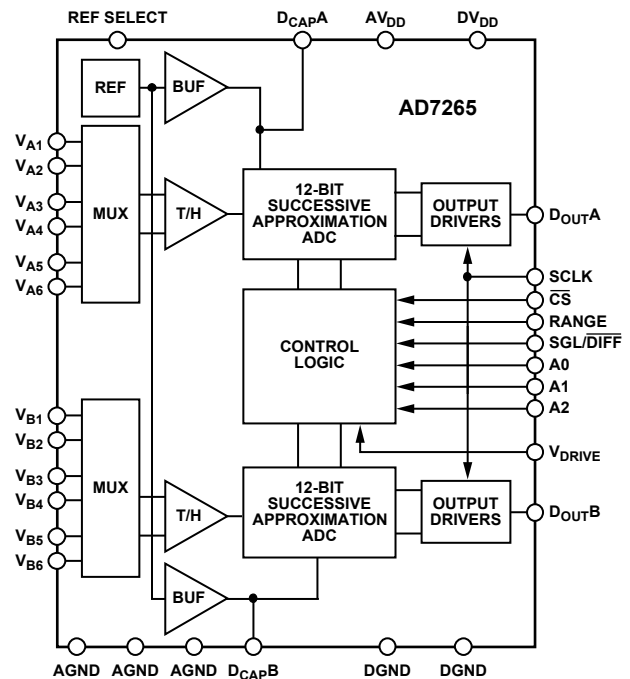 REF SELECT
DCAPA
AVDD
DVDD
REF
BUF
AD7265
VA1
VA2
VA3
VA4
VA5
VA6
MUX
T/H
12-BIT
SUCCESSIVE
APPROXIMATION
ADC
OUTPUT
DRIVERS
DOUTA
SCLK
CS
RANGE
SGL/DIFF
A0
A1
A2
VDRIVE
CONTROL
LOGIC
VB1
VB2
VB3
VB4
VB5
VB6
MUX
T/H
12-BIT
SUCCESSIVE
APPROXIMATION
ADC
OUTPUT
DRIVERS
DOUTB
BUF
AGND
AGND
AGND
DCAPB
DGND
DGND